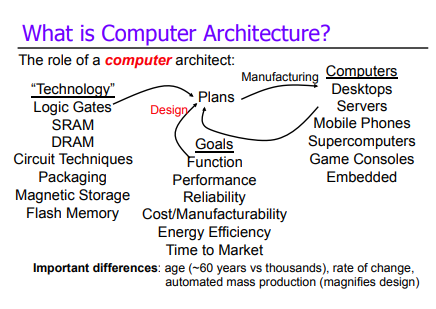 What is Computer Architecture?
The role of a computer architect:
“Technology”
Logic Gates
SRAM
DRAM
Circuit Techniques
Packaging
Magnetic Storage
Flash Memory
Design
Plans
Goals
Function
Performance
Reliability
Cost/Manufacturability
Energy Efficiency
Time to Market
Manufacturing
Computers
Desktops
Servers
Mobile Phones
Supercomputers
Game Consoles
Embedded
Important differences: age (~60 years vs thousands), rate of change,
automated mass production (magnifies design)